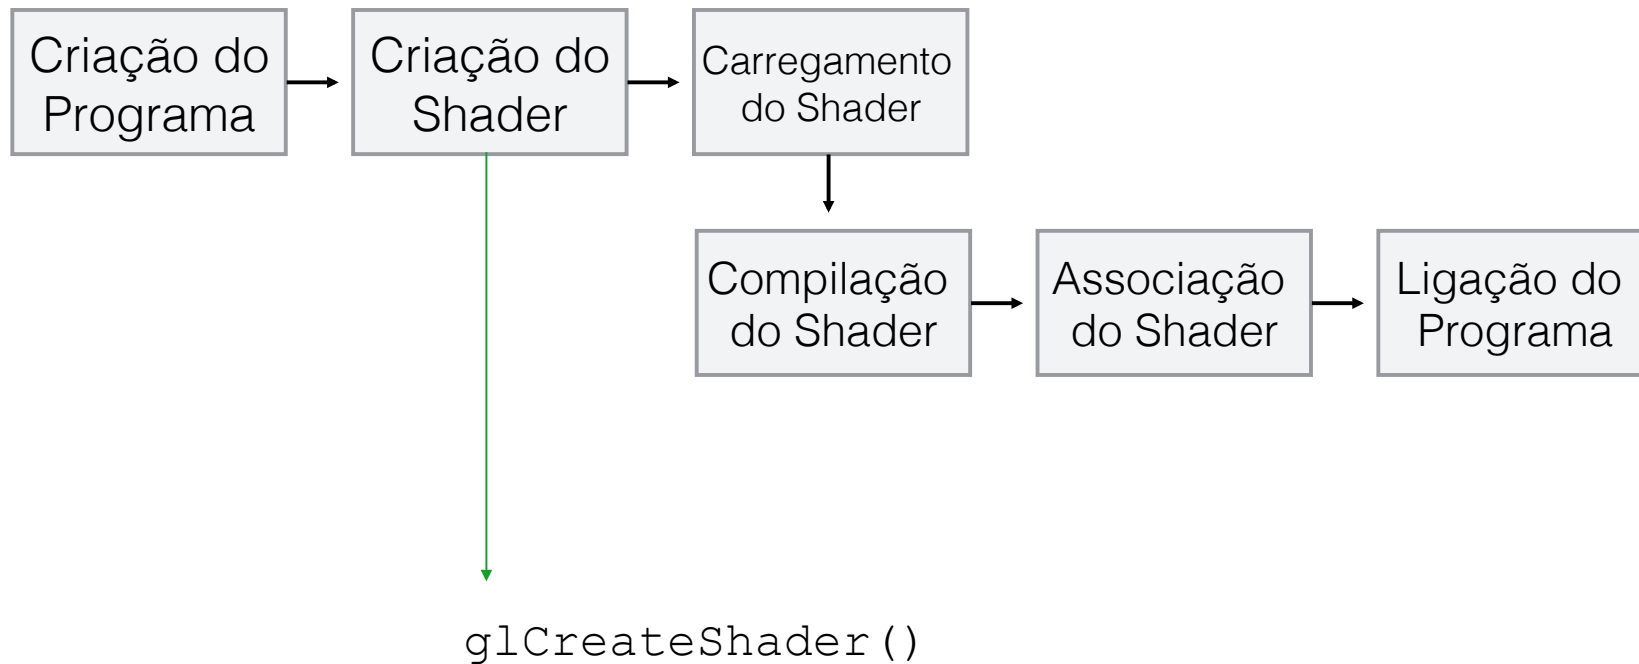 Criação do
Programa
Criação do
Shader
Carregamento
do Shader
Compilação
do Shader
Associação
do Shader
Ligação do
Programa
glCreateShader()